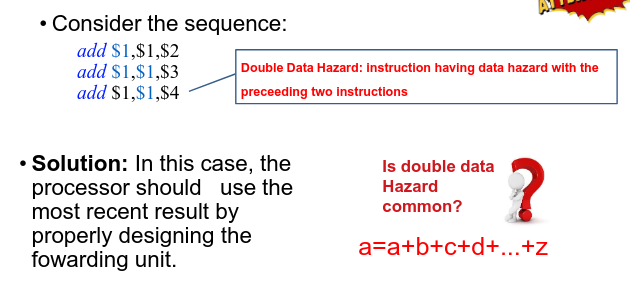 • Consider the sequence:
add $1,$1,$2
add $1,$1,$3
add $1,$1,$4
Double Data Hazard: instruction having data hazard with the
preceeding two instructions
• Solution: In this case, the
processor should use the
most recent result by
properly designing the
fowarding unit.
Is double data
Hazard
common?
a=a+b+c+d+...+z